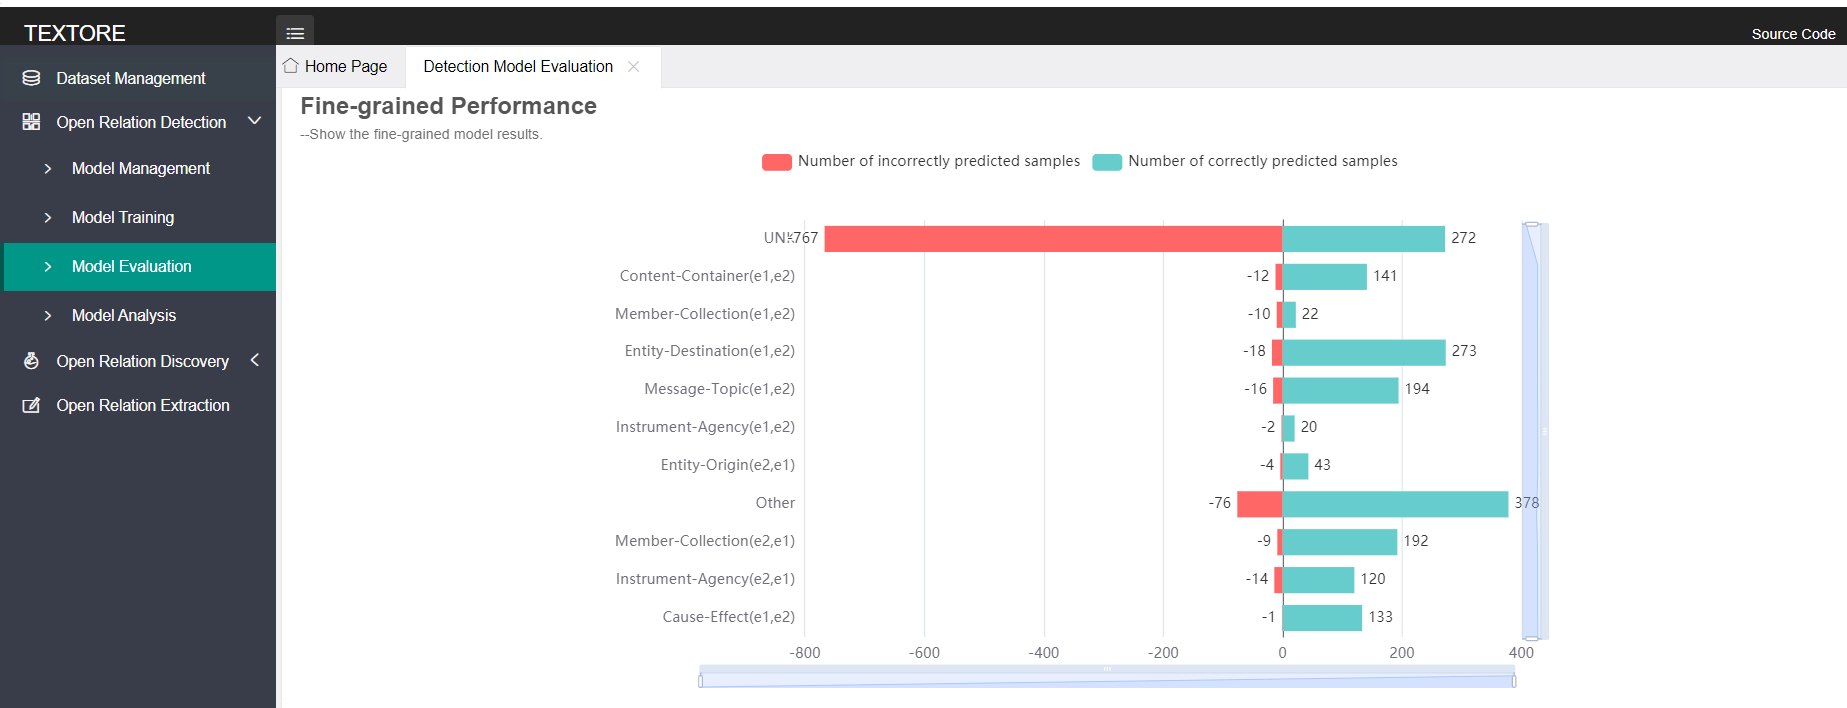 TEXTORE
Source Code
Dataset Management
Open Relation Detection
Model Management
Model Training
Model Evaluation
Model Analysis
Open Relation Discovery
Open Relation Extraction
Home Page
Detection Model Evaluation
Fine-grained Performance
--Show the fine-grained model results.
Number of incorrectly predicted samples
Number of correctly predicted samples
-767 272
Content-Container(e1,e2) -12 141
Member-Collection(e1,e2) -10 22
Entity-Destination(e1,e2) -18 273
Message-Topic(e1,e2) -16 194
Instrument-Agency(e1,e2) -2 20
Entity-Origin(e2,e1) -4 43
Other -76 378
Member-Collection(e2,e1) -9 192
Instrument-Agency(e2,e1) -14 120
Cause-Effect(e1,e2) -1 133
-800 -600 -400 -200 0 200 400